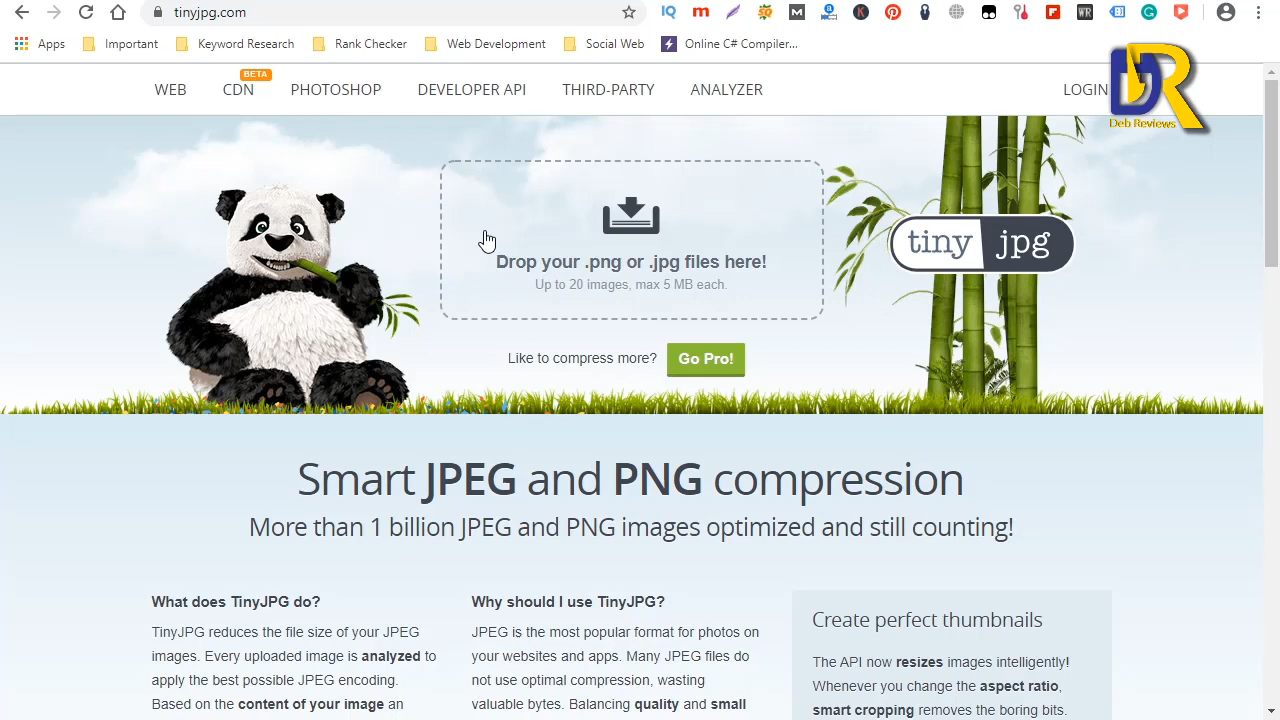 tinyjpg.com
Apps Important Keyword Research Rank Checker Web Development Social Web Online C# Compiler...
WEB CDN BETA PHOTOSHOP DEVELOPER API THIRD-PARTY ANALYZER LOGIN
DR
Deb Reviews
Drop your .png or .jpg files here!
Up to 20 images, max 5 MB each.
tiny jpg
Like to compress more? Go Pro!
Smart JPEG and PNG compression
More than 1 billion JPEG and PNG images optimized and still counting!
What does TinyJPG do?
TinyJPG reduces the file size of your JPEG
images. Every uploaded image is analyzed to
apply the best possible JPEG encoding.
Based on the content of your image an
Why should I use TinyJPG?
JPEG is the most popular format for photos on
your websites and apps. Many JPEG files do
not use optimal compression, wasting
valuable bytes. Balancing quality and small
Create perfect thumbnails
The API now resizes images intelligently!
Whenever you change the aspect ratio,
smart cropping removes the boring bits.